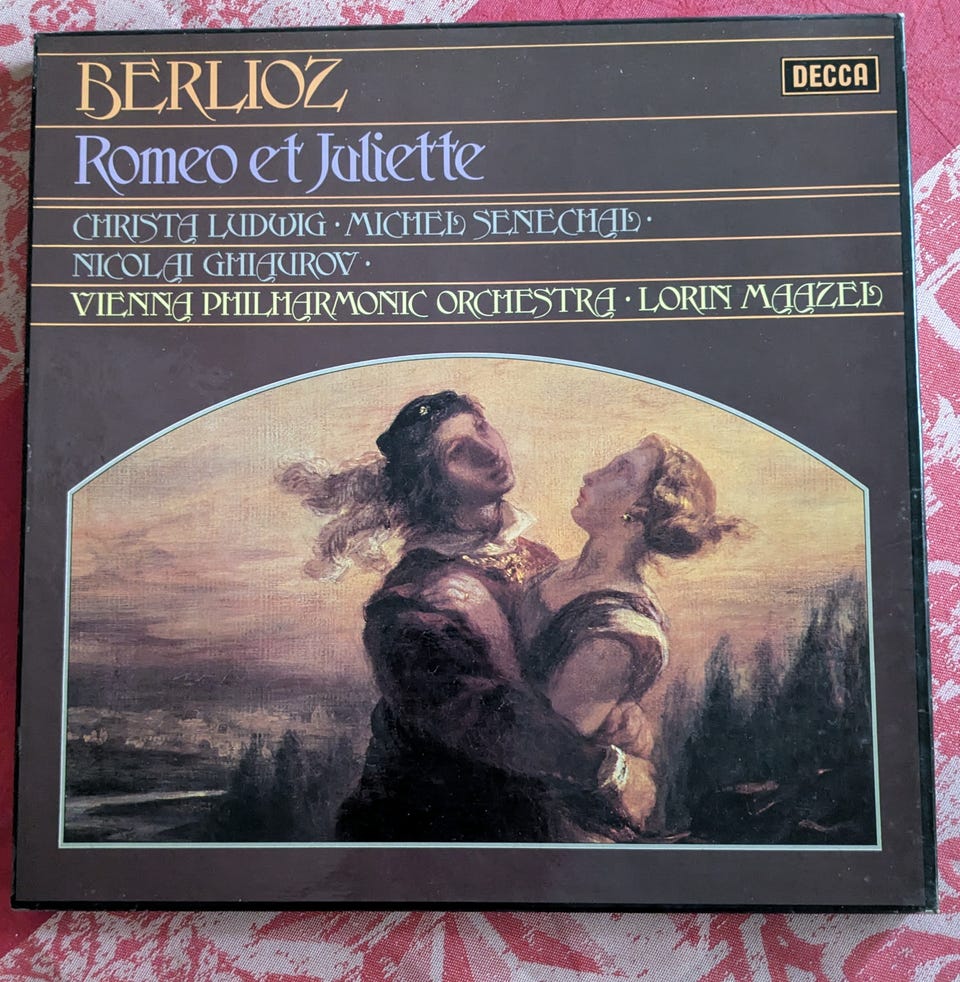 BERLIOZ
DECCA
Romeo et Juliette
CHRISTA LUDWIG · MICHEL SENECHAL ·
NICOLAI GHIAUROV ·
VIENNA PHILHARMONIC ORCHESTRA · LORIN MAAZEL